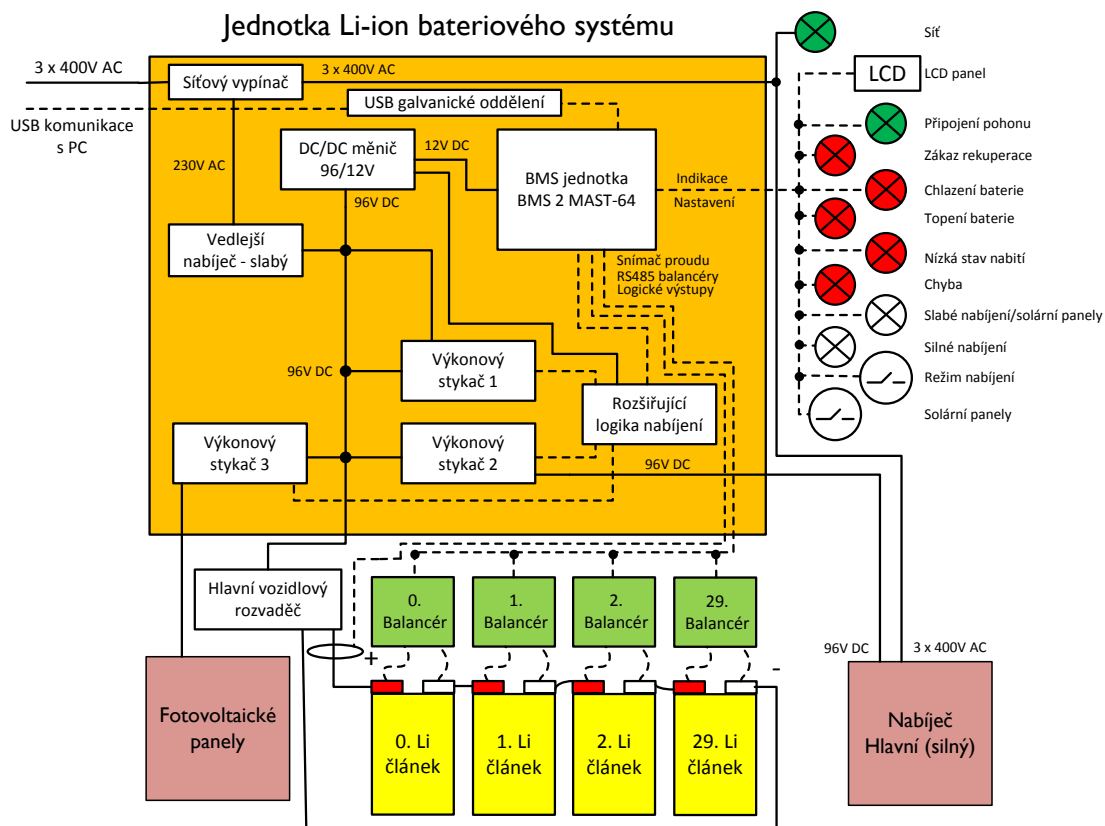 Jednotka Li-ion bateriového systému
3 x 400V AC
Síťový vypínač
3 x 400V AC
USB galvanické oddělení
USB komunikace
s PC
230V AC
DC/DC měnič
96/12V
12V DC
BMS jednotka
BMS 2 MAST-64
Indikace
Nastavení
96V DC
Vedlejší
nabíječ - slabý
Snímač proudu
RS485 balancéry
Logické výstupy
96V DC
Výkonový
stykač 1
Rozšiřující
logika nabíjení
Výkonový
stykač 3
Výkonový
stykač 2
96V DC
Síť
LCD
LCD panel
Připojení pohonu
Zákaz rekuperace
Chlazení baterie
Topení baterie
Nízká stav nabití
Chyba
Slabé nabíjení/solární panely
Silné nabíjení
Režim nabíjení
Solární panely
Hlavní vozidlový
rozvaděč
0.
Balancér
1.
Balancér
2.
Balancér
29.
Balancér
+
-
96V DC
3 x 400V AC
Fotovoltaické
panely
0. Li
článek
1. Li
článek
2. Li
článek
29. Li
článek
Nabíječ
Hlavní (silný)